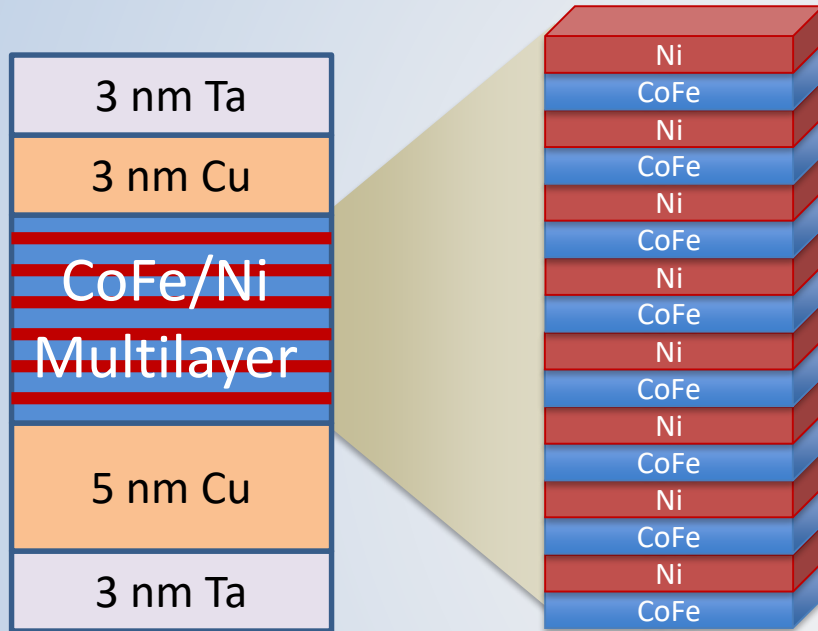 3 nm Ta
3 nm Cu
CoFe/Ni
Multilayer
5 nm Cu
3 nm Ta
Ni
CoFe
Ni
CoFe
Ni
CoFe
Ni
CoFe
Ni
CoFe
Ni
CoFe
Ni
CoFe
Ni
CoFe